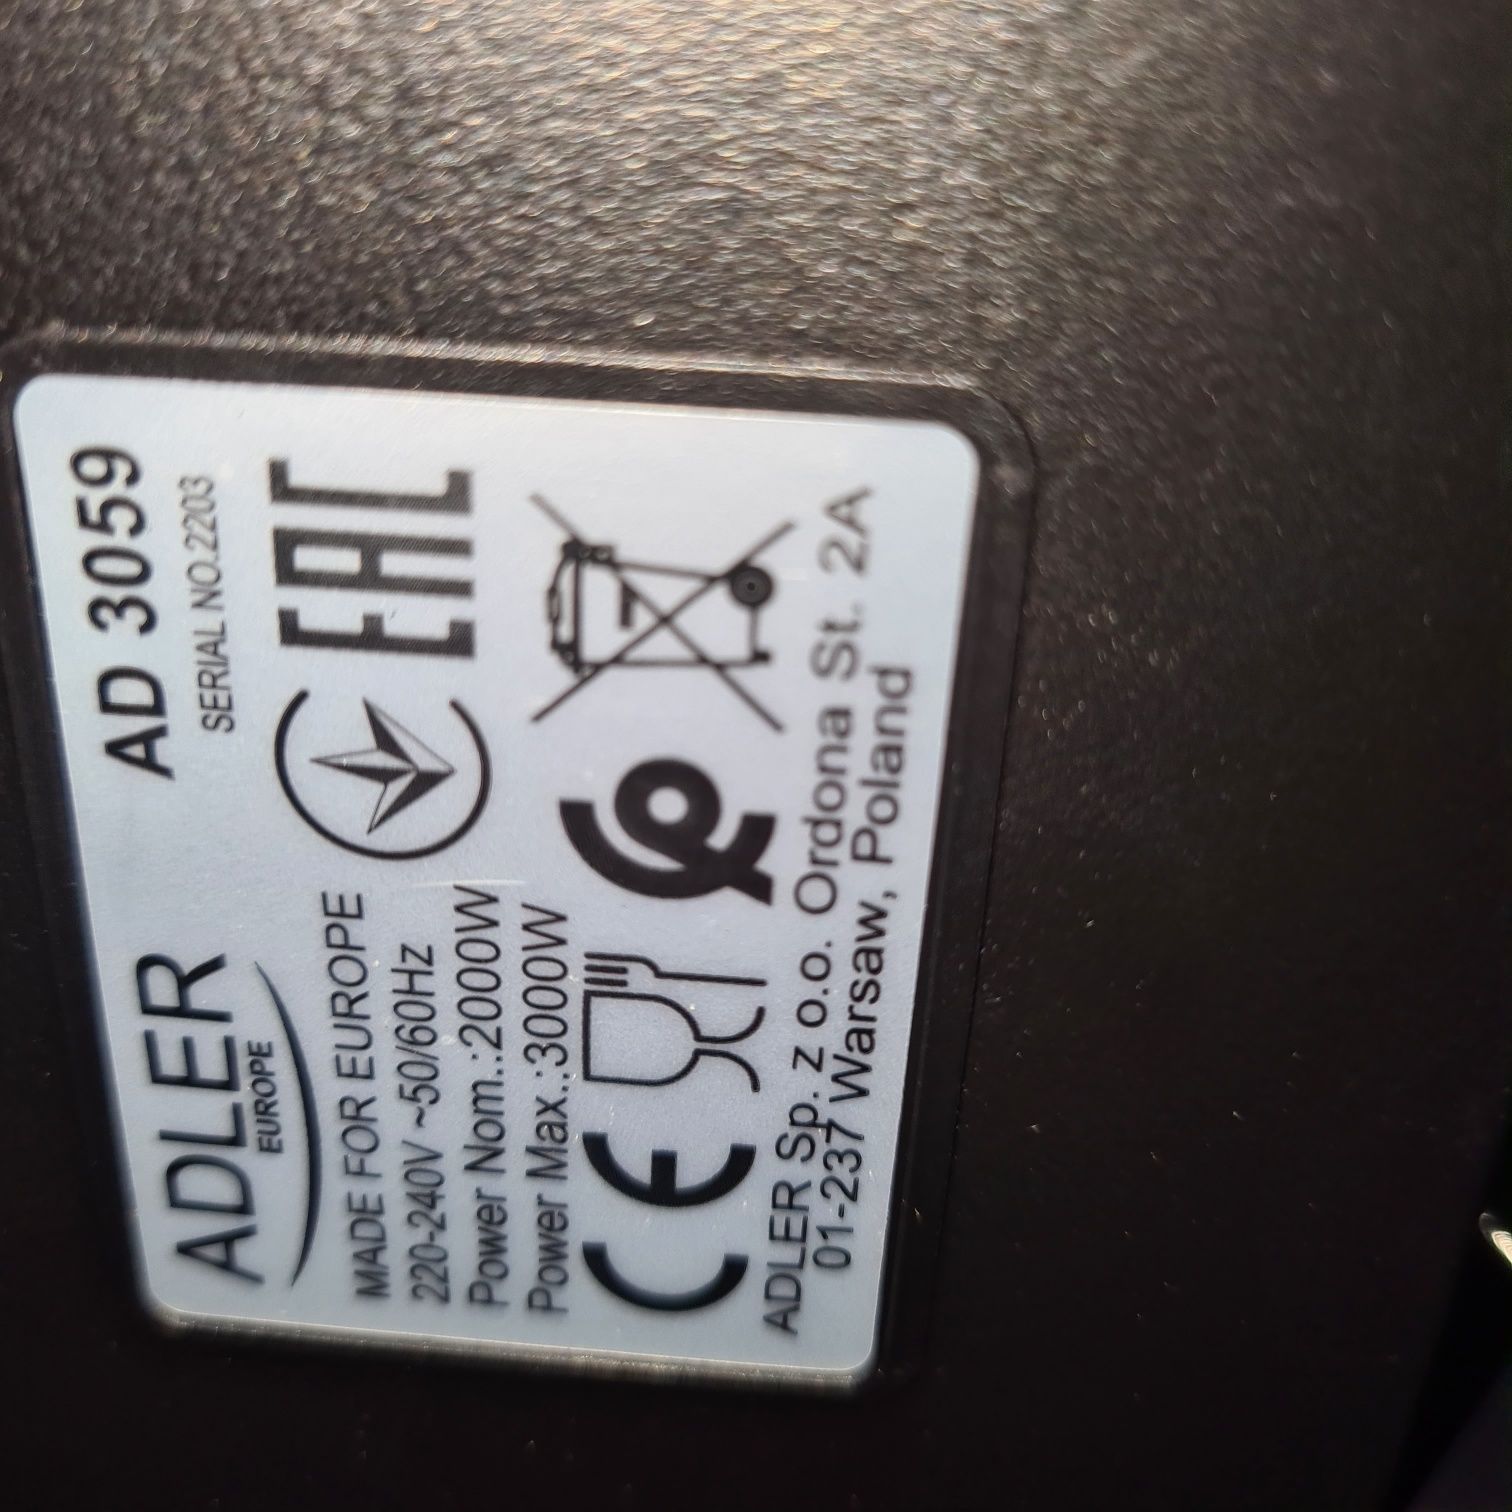 ADLER
EUROPE
AD 3059
SERIAL NO.2203
MADE FOR EUROPE
220-240V ~50/60Hz
Power Nom.:2000W
Power Max.:3000W
EAC
CE
ADLER Sp. z o.o. Ordona St. 2A
01-237 Warsaw, Poland